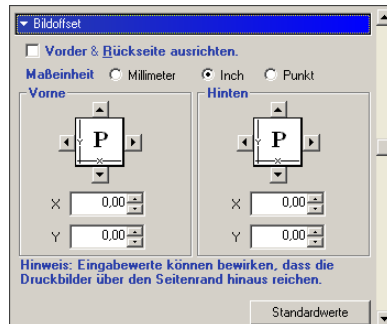 Bildoffset
Vorder & Rückseite ausrichten.
Maßeinheit Millimeter Inch Punkt
Vorne Hinten
P P
Y Y
X X
X 0,00 X 0,00
Y 0,00 Y 0,00
Hinweis: Eingabewerte können bewirken, dass die
Druckbilder über den Seitenrand hinaus reichen.
Standardwerte